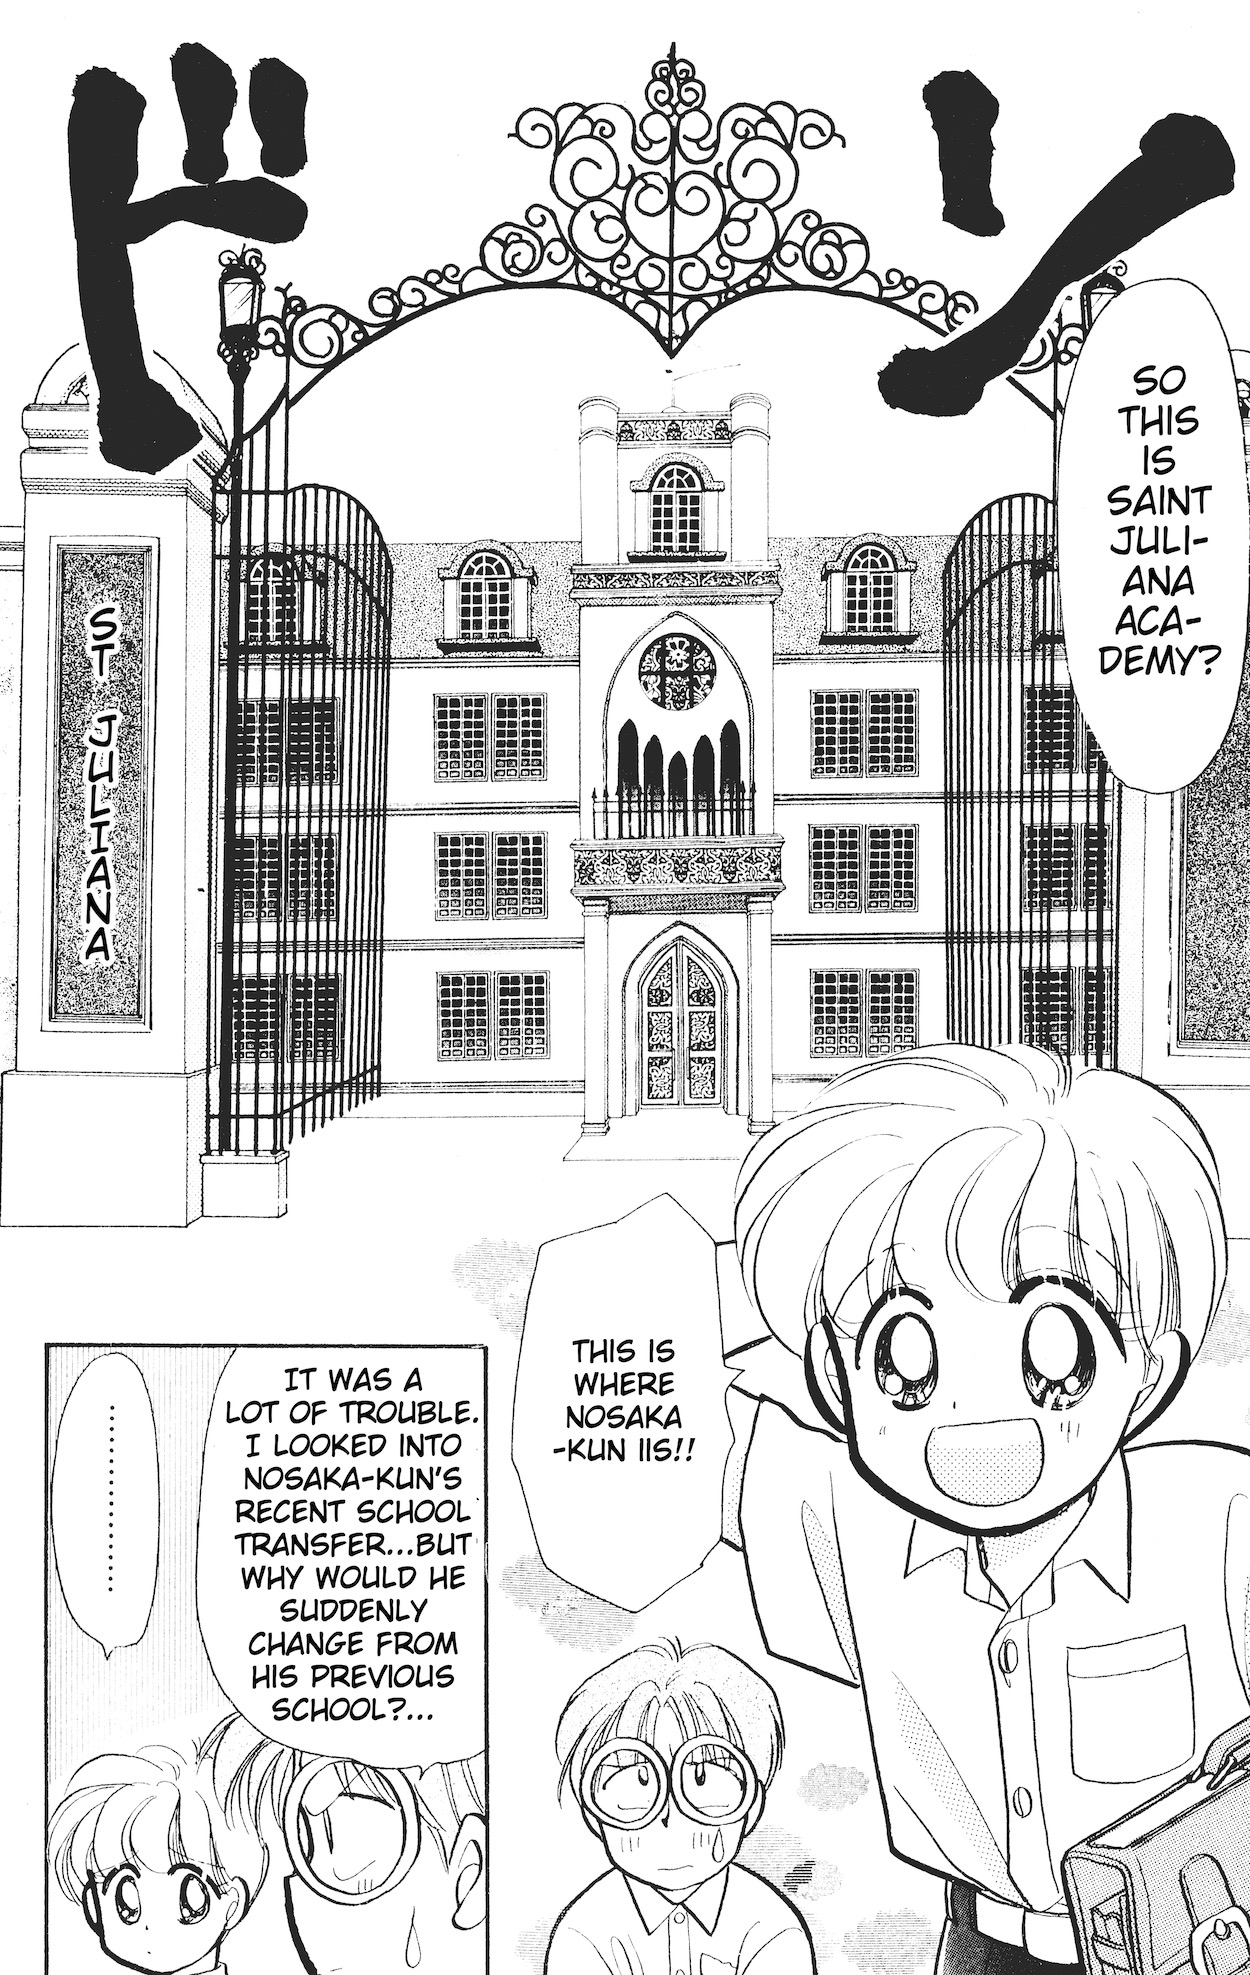 ドン
SO
THIS
IS
SAINT
JULI-
ANA
ACA-
DEMY?
ST JULIANA
THIS IS
WHERE
NOSAKA
-KUN IIS!!
IT WAS A
LOT OF TROUBLE.
I LOOKED INTO
NOSAKA-KUN'S
RECENT SCHOOL
TRANSFER...BUT
WHY WOULD HE
SUDDENLY
CHANGE FROM
HIS PREVIOUS
SCHOOL?...
..............